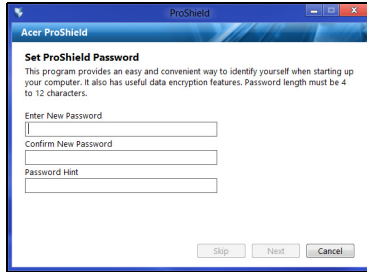 ProShield
Acer ProShield
Set ProShield Password
This program provides an easy and convenient way to identify yourself when starting up
your computer. It also has useful data encryption features. Password length must be 4
to 12 characters.
Enter New Password
Confirm New Password
Password Hint
Skip Next Cancel